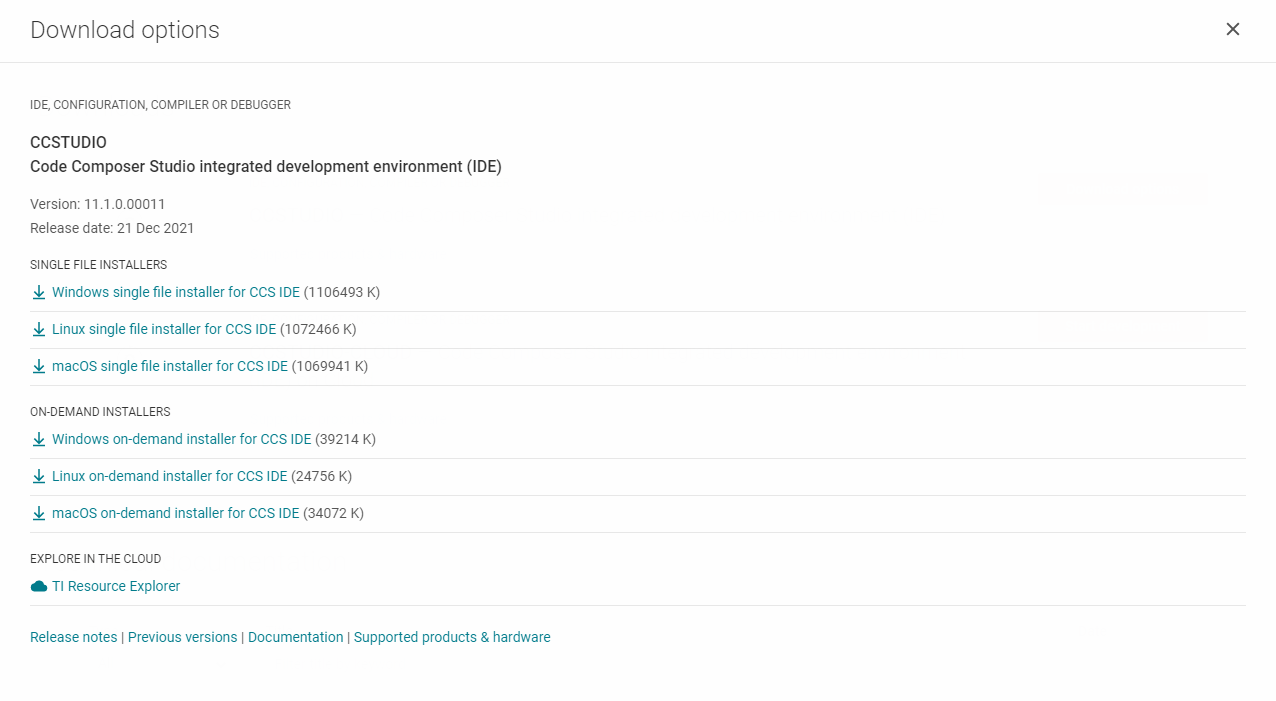 Download options
IDE, CONFIGURATION, COMPILER OR DEBUGGER
CCSTUDIO
Code Composer Studio integrated development environment (IDE)
Version: 11.1.0.00011
Release date: 21 Dec 2021
SINGLE FILE INSTALLERS
Windows single file installer for CCS IDE (1106493 K)
Linux single file installer for CCS IDE (1072466 K)
macOS single file installer for CCS IDE (1069941 K)
ON-DEMAND INSTALLERS
Windows on-demand installer for CCS IDE (39214 K)
Linux on-demand installer for CCS IDE (24756 K)
macOS on-demand installer for CCS IDE (34072 K)
EXPLORE IN THE CLOUD
TI Resource Explorer
Release notes | Previous versions | Documentation | Supported products & hardware